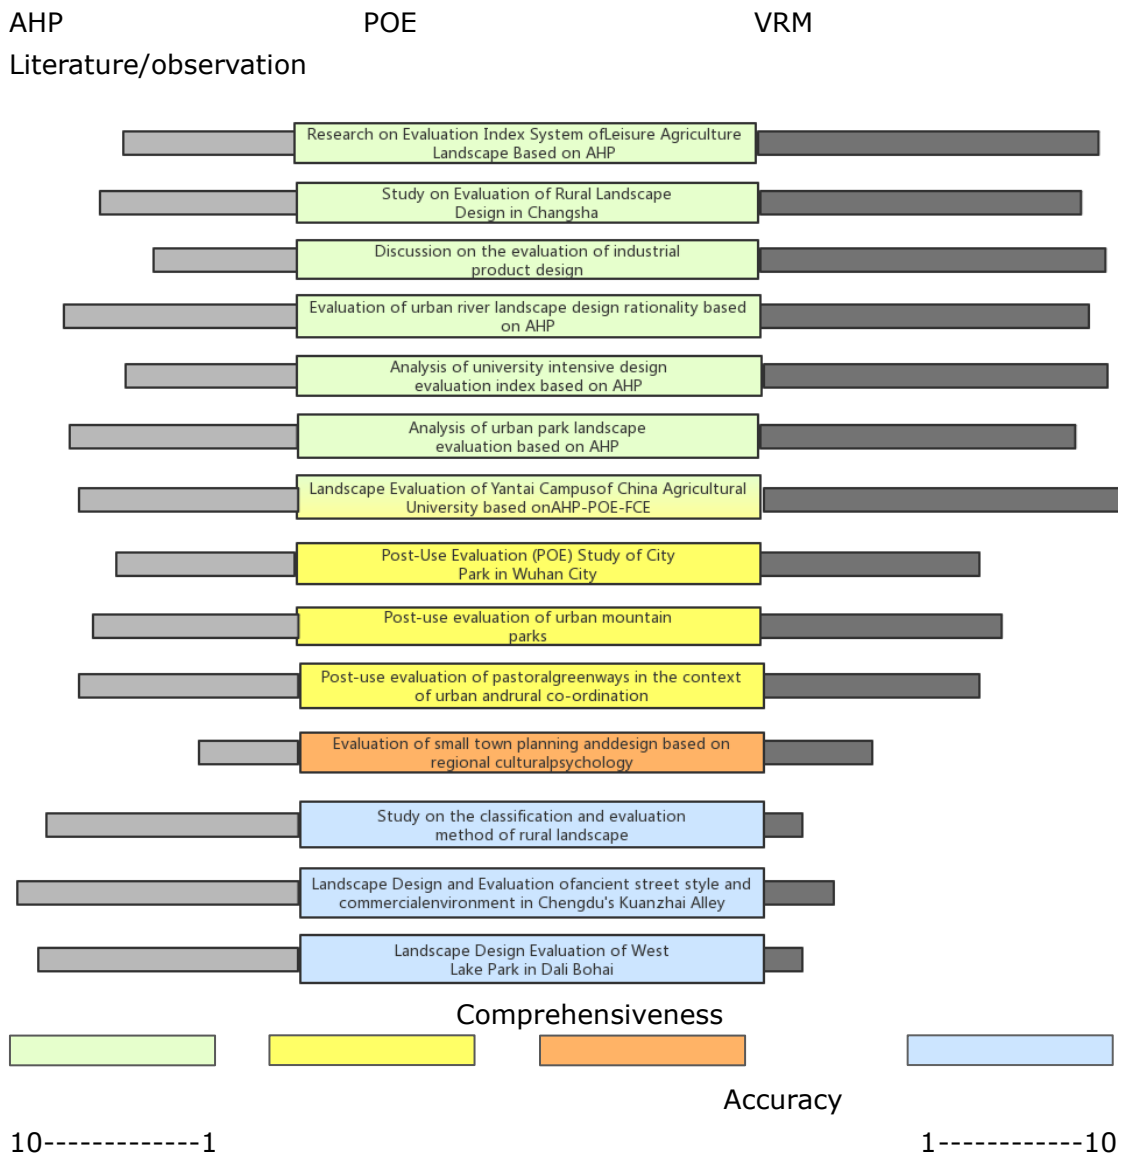 AHP POE VRM
Literature/observation
Research on Evaluation Index System ofLeisure Agriculture
Landscape Based on AHP
Study on Evaluation of Rural Landscape
Design in Changsha
Discussion on the evaluation of industrial
product design
Evaluation of urban river landscape design rationality based
on AHP
Analysis of university intensive design
evaluation index based on AHP
Analysis of urban park landscape
evaluation based on AHP
Landscape Evaluation of Yantai Campusof China Agricultural
University based onAHP-POE-FCE
Post-Use Evaluation (POE) Study of City
Park in Wuhan City
Post-use evaluation of urban mountain
parks
Post-use evaluation of pastoralgreenways in the context
of urban andrural co-ordination
Evaluation of small town planning anddesign based on
regional culturalpsychology
Study on the classification and evaluation
method of rural landscape
Landscape Design and Evaluation ofancient street style and
commercialenvironment in Chengdu's Kuanzhai Alley
Landscape Design Evaluation of West
Lake Park in Dali Bohai
Comprehensiveness
Accuracy
10-------------1 1------------10